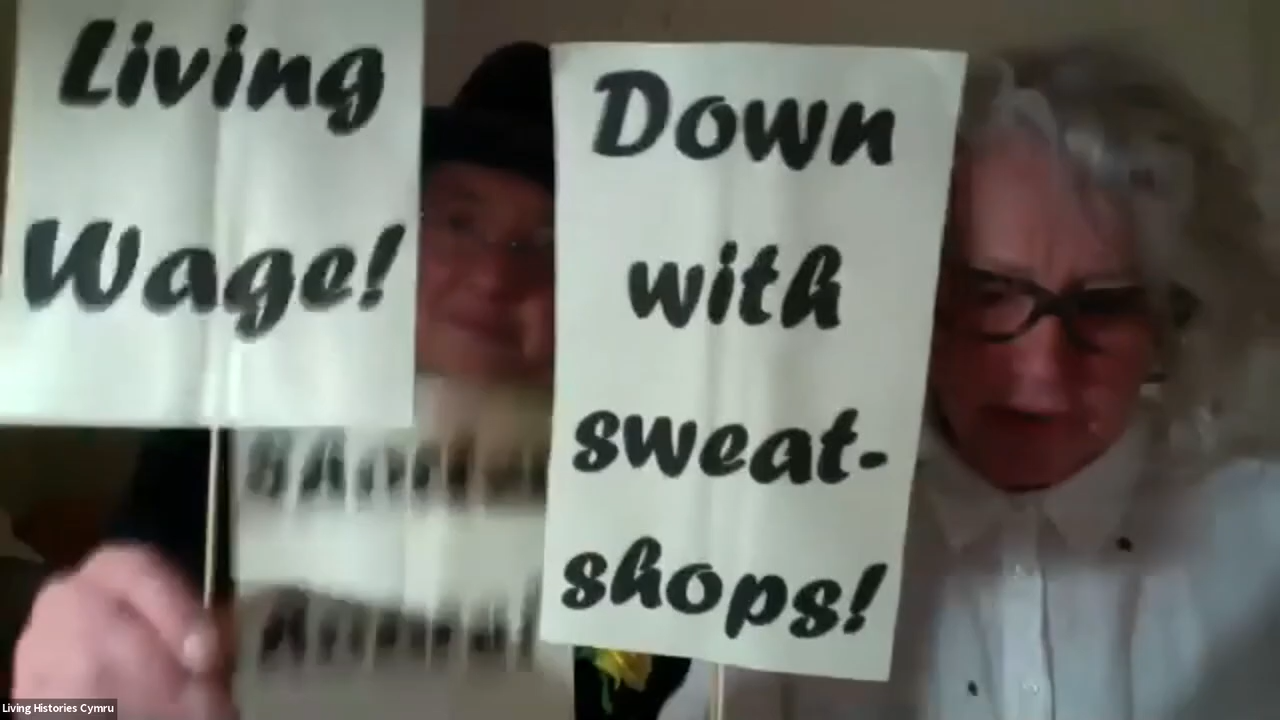 Living
Wage!
Down
with
sweat-
shops!
Living Histories Cymru